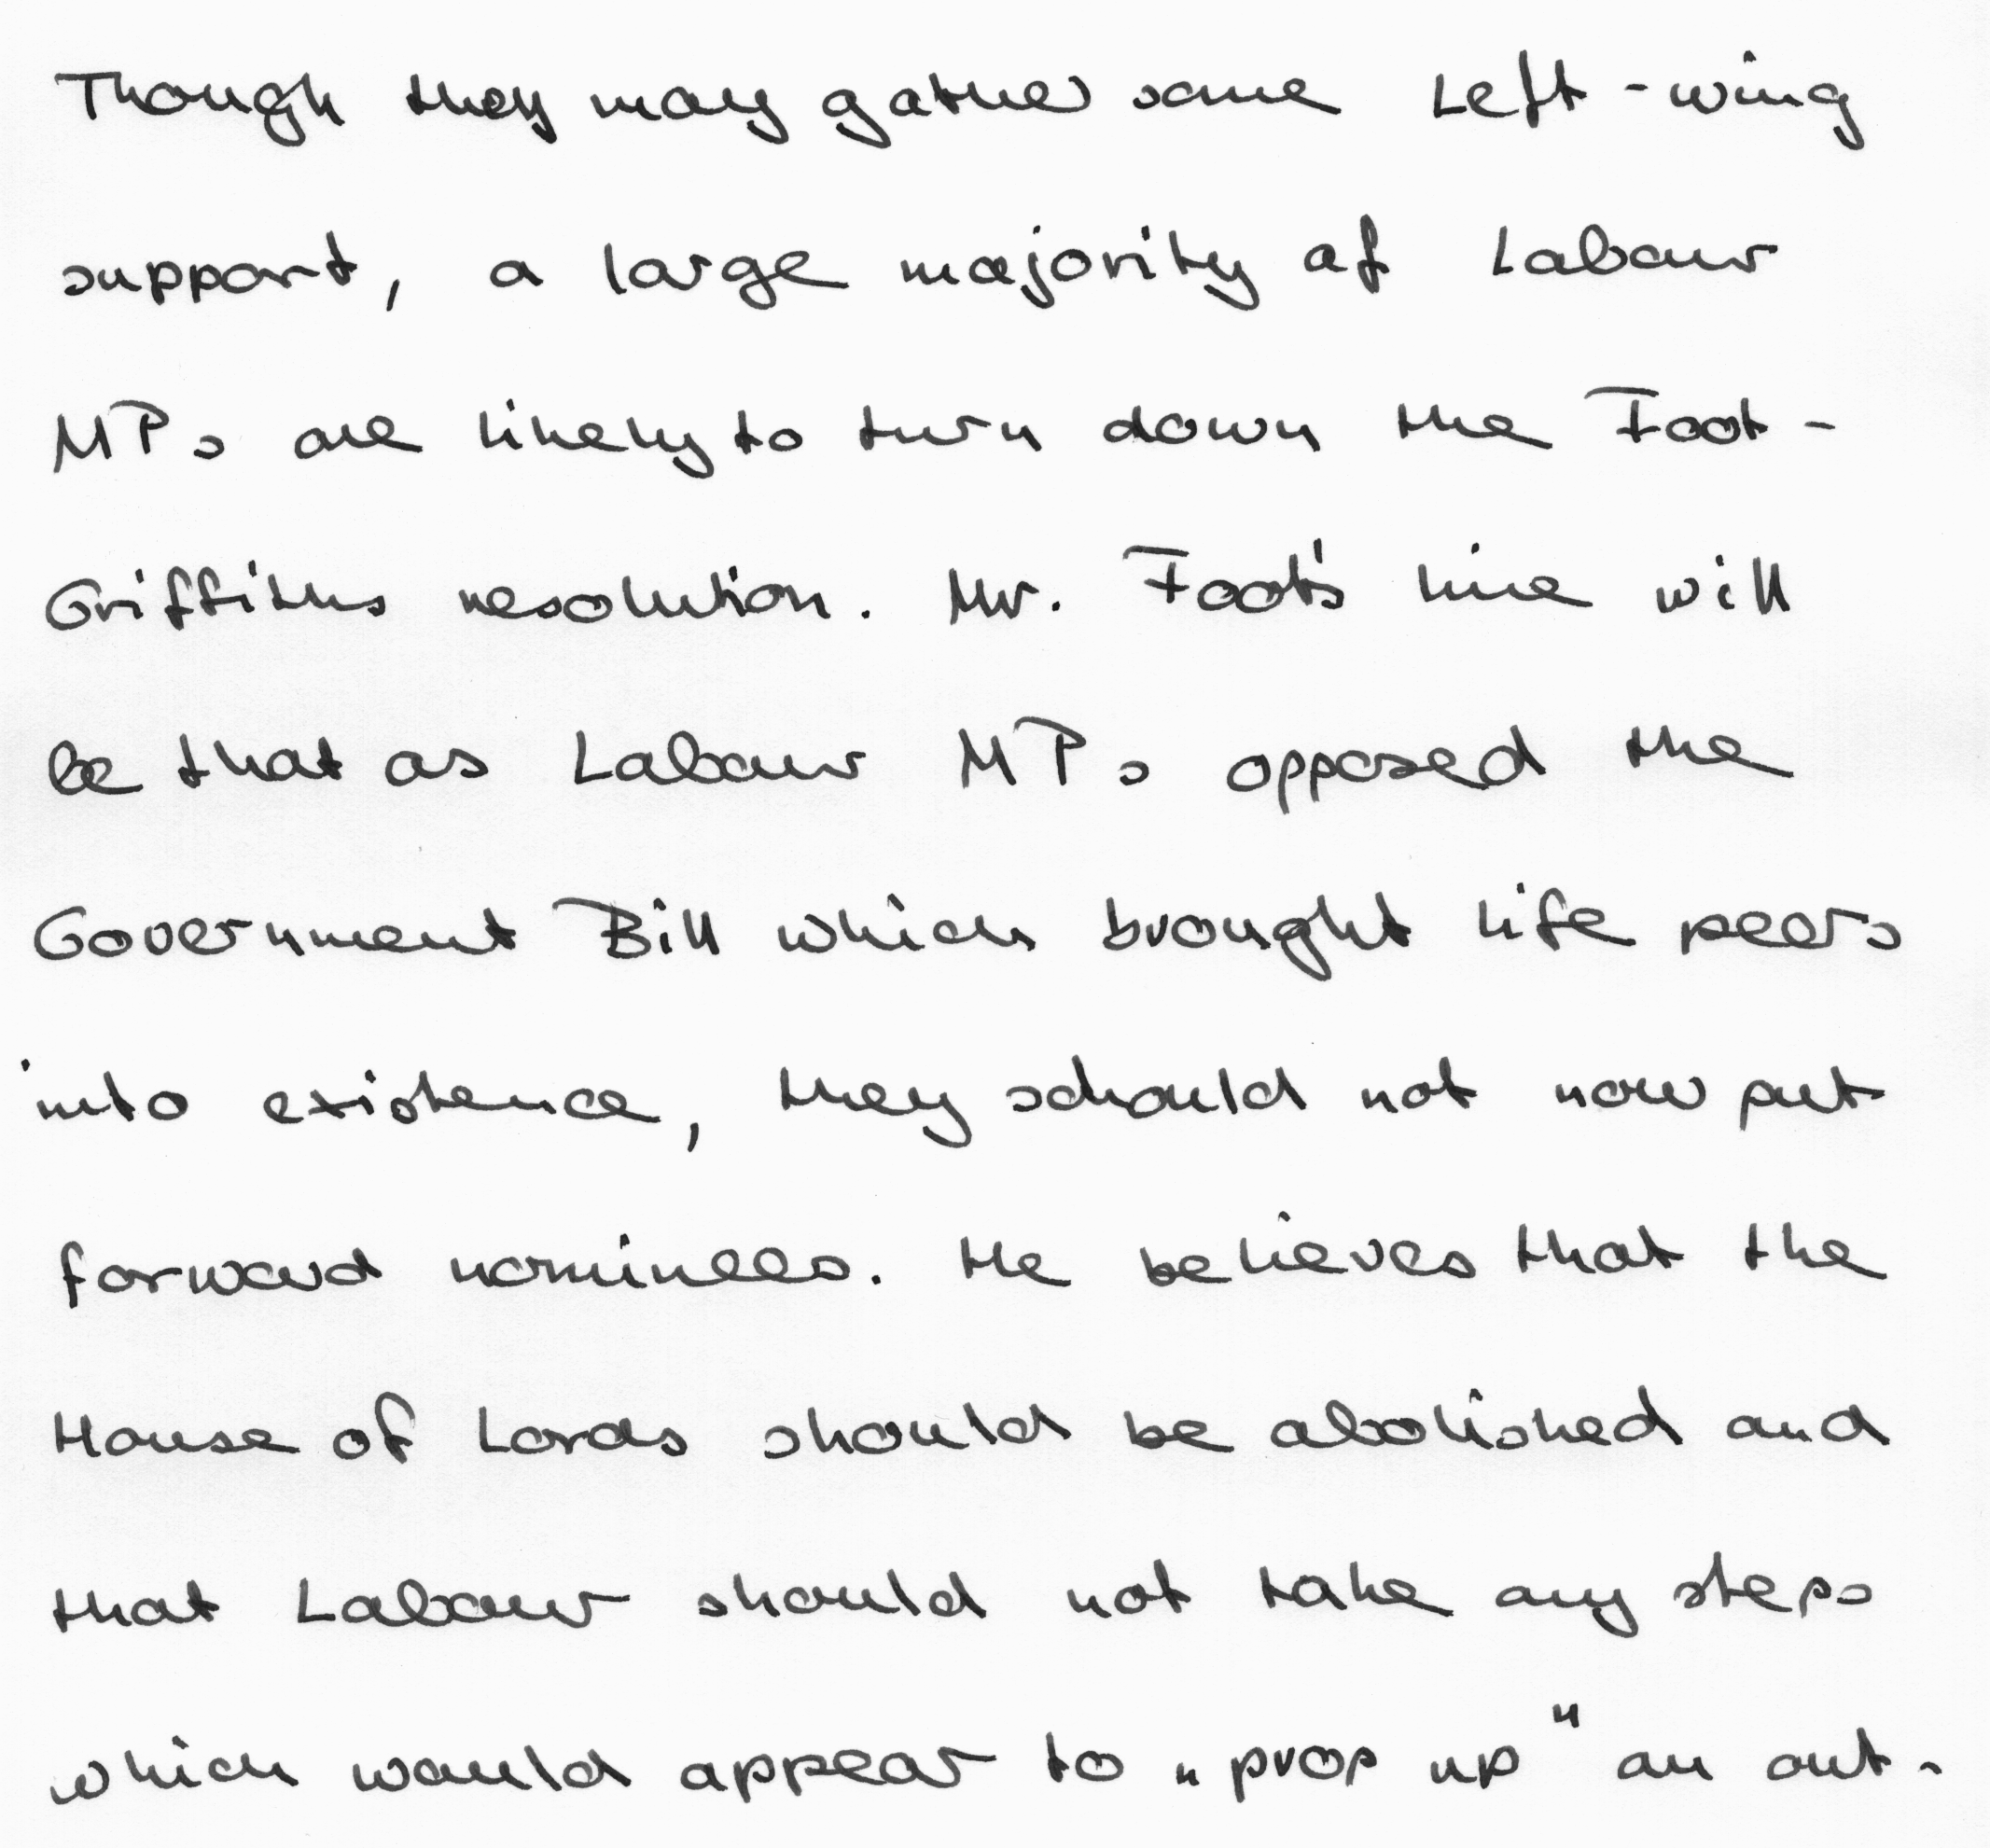 Though they may gather some Left-wing
support, a large majority of Labour
MPs are likely to turn down the Foot-
Griffiths resolution. Mr. Foot's line will
be that as Labour MPs opposed the
Government Bill which brought life peers
into existence, they schould not now put
forward nominees. He believes that the
House of Lords should be abolished and
that Labour should not take any steps
which would appear to „prop up" an out-